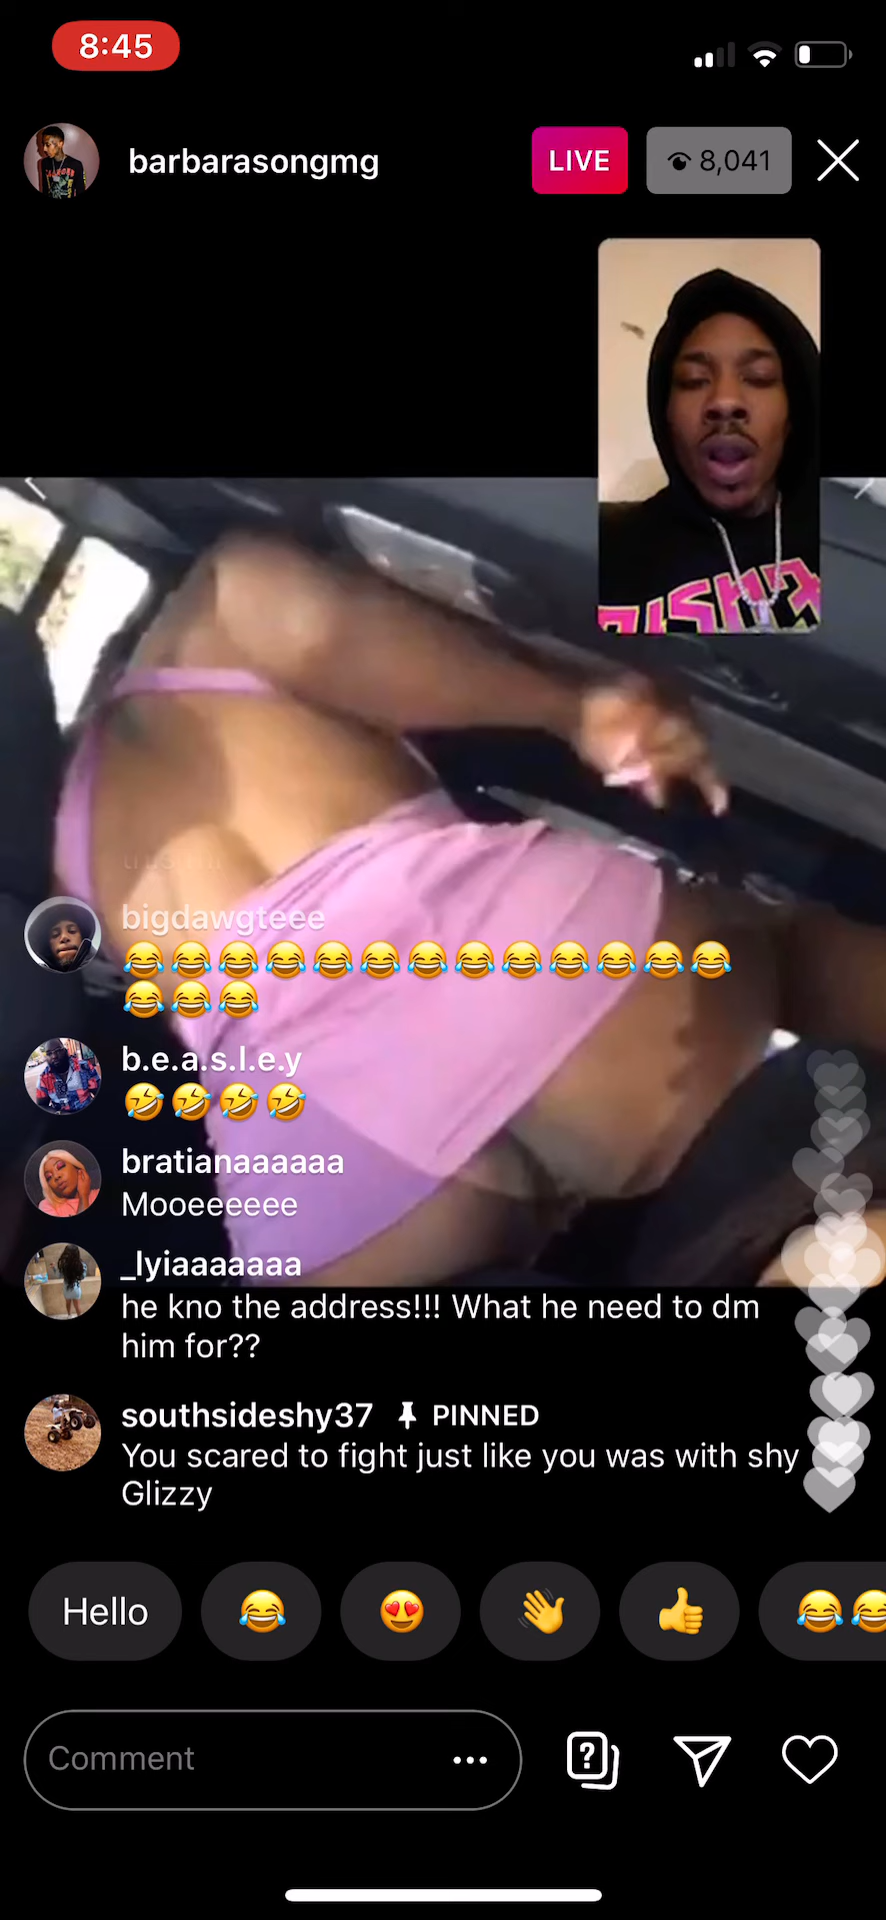 8:45
barbarasongmg
LIVE
8,041
bigdawgteee
😂😂😂😂😂😂😂😂😂😂😂😂😂
😂😂😂
b.e.a.s.l.e.y
🤣🤣🤣🤣
bratianaaaaaa
Mooeeeeee
_lyiaaaaaaa
he kno the address!!! What he need to dm
him for??
southsideshy37 PINNED
You scared to fight just like you was with shy
Glizzy
Hello 😂 😍 👋 👍 😂😂
Comment